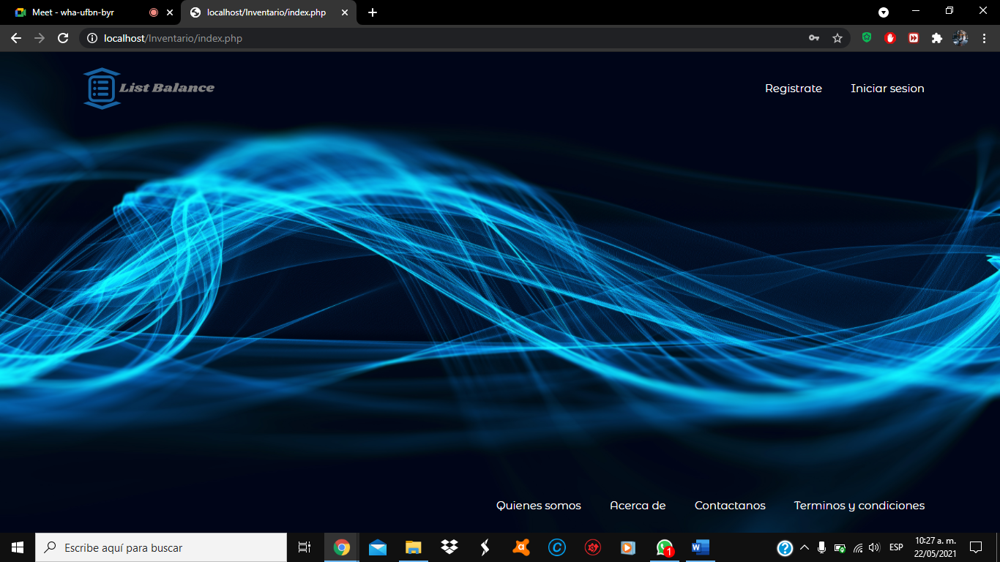 Meet - wha-ufbn-byr
localhost/Inventario/index.php
localhost/Inventario/index.php
List Balance
Registrate
Iniciar sesion
Quienes somos
Acerca de
Contactanos
Terminos y condiciones
Escribe aquí para buscar
1
ESP
10:27 a. m.
22/05/2021